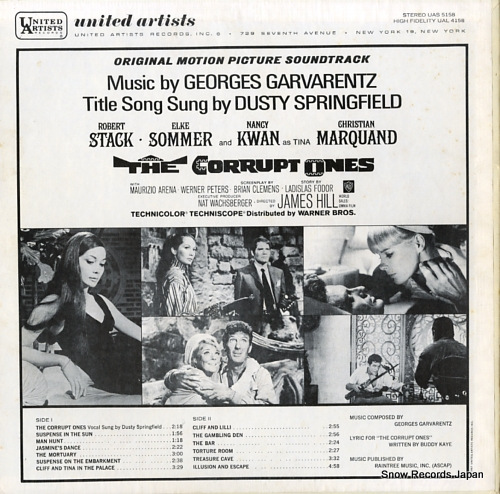 UNITED ARTISTS RECORDS
united artists
STEREO UAS 5158
HIGH FIDELITY UAL 4158
UNITED ARTISTS RECORDS, INC. • 729 SEVENTH AVENUE • NEW YORK 19, NEW YORK
ORIGINAL MOTION PICTURE SOUNDTRACK
Music by GEORGES GARVARENTZ
Title Song Sung by DUSTY SPRINGFIELD
ROBERT STACK · ELKE SOMMER and NANCY KWAN as TINA CHRISTIAN MARQUAND
THE CORRUPT ONES
WITH MAURIZIO ARENA · WERNER PETERS · SCREENPLAY BY BRIAN CLEMENS · STORY BY LADISLAS FODOR
EXECUTIVE PRODUCER NAT WACHSBERGER · DIRECTED BY JAMES HILL
TECHNICOLOR® TECHNISCOPE® Distributed by WARNER BROS.
SIDE I
THE CORRUPT ONES Vocal Sung by Dusty Springfield .. 2:18
SUSPENSE IN THE SUN .. 1:56
MAN HUNT .. 1:18
JASMINE'S DANCE .. 2:22
THE MORTUARY .. 3:00
SUSPENSE ON THE EMBARKMENT .. 2:38
CLIFF AND TINA IN THE PALACE .. 3:29
SIDE II
CLIFF AND LILLI .. 2:55
THE GAMBLING DEN .. 2:56
THE BAR .. 2:24
TORTURE ROOM .. 2:27
TREASURE CAVE .. 3:32
ILLUSION AND ESCAPE .. 4:58
MUSIC COMPOSED BY
GEORGES GARVARENTZ
LYRIC FOR "THE CORRUPT ONES"
WRITTEN BY BUDDY KAYE
MUSIC PUBLISHED BY
RAINTREE MUSIC, INC. (ASCAP)
Snow Records Japan(C)